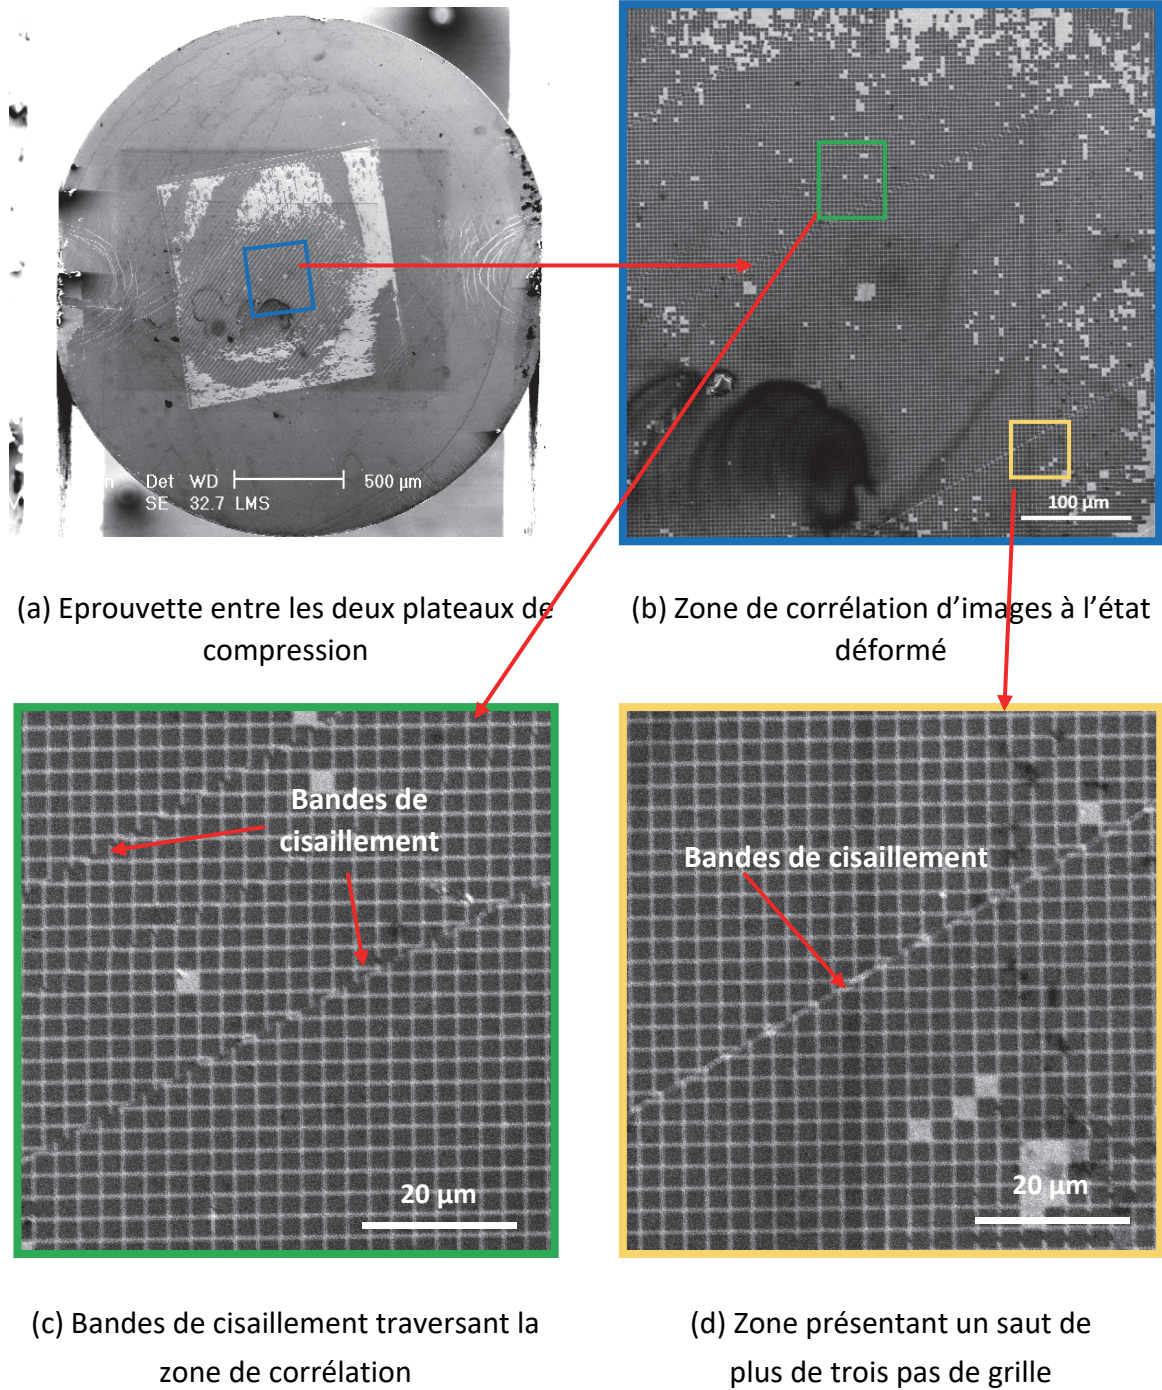 Det WD
500 µm
SE 32.7 LMS
100 µm
(a) Eprouvette entre les deux plateaux de
compression
(b) Zone de corrélation d’images à l’état
déformé
Bandes de
cisaillement
20 µm
Bandes de cisaillement
20 µm
(c) Bandes de cisaillement traversant la
zone de corrélation
(d) Zone présentant un saut de
plus de trois pas de grille